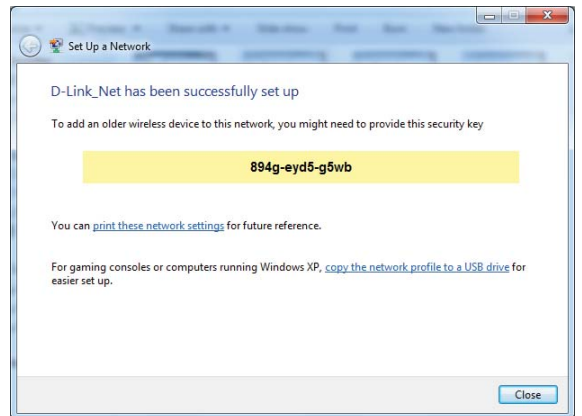 Set Up a Network
D-Link_Net has been successfully set up
To add an older wireless device to this network, you might need to provide this security key
894g-eyd5-g5wb
You can print these network settings for future reference.
For gaming consoles or computers running Windows XP, copy the network profile to a USB drive for
easier set up.
Close